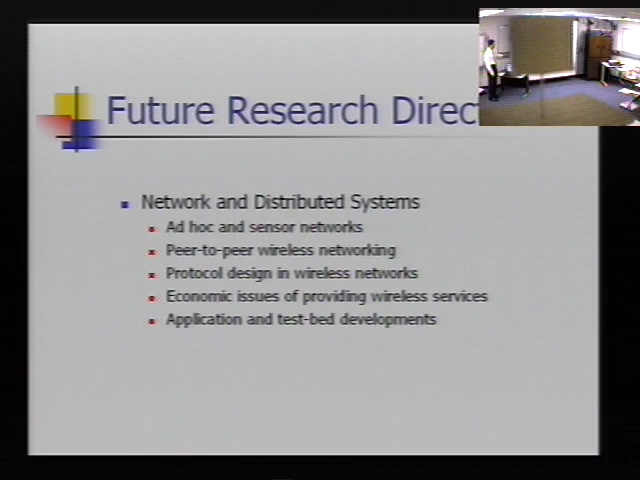 Future Research Direc
Network and Distributed Systems
Ad hoc and sensor networks
Peer-to-peer wireless networking
Protocol design in wireless networks
Economic issues of providing wireless services
Application and test-bed developments